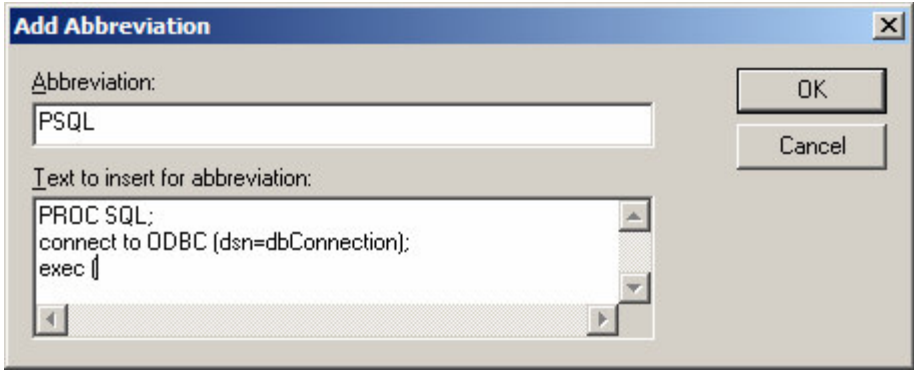 Add Abbreviation
Abbreviation:
OK
PSQL
Cancel
Text to insert for abbreviation:
PROC SQL;
connect to ODBC (dsn=dbConnection);
exec (